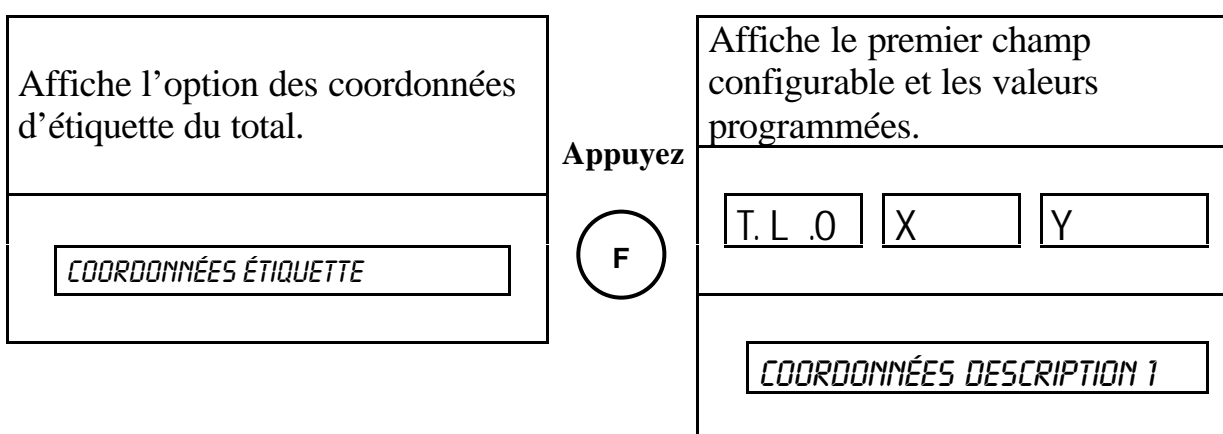 Affiche l’option des coordonnées
d’étiquette du total.
COORDONNÉES ÉTIQUETTE
Appuyez
F
Affiche le premier champ
configurable et les valeurs
programmées.
T. L .0 X Y
COORDONNÉES DESCRIPTION 1